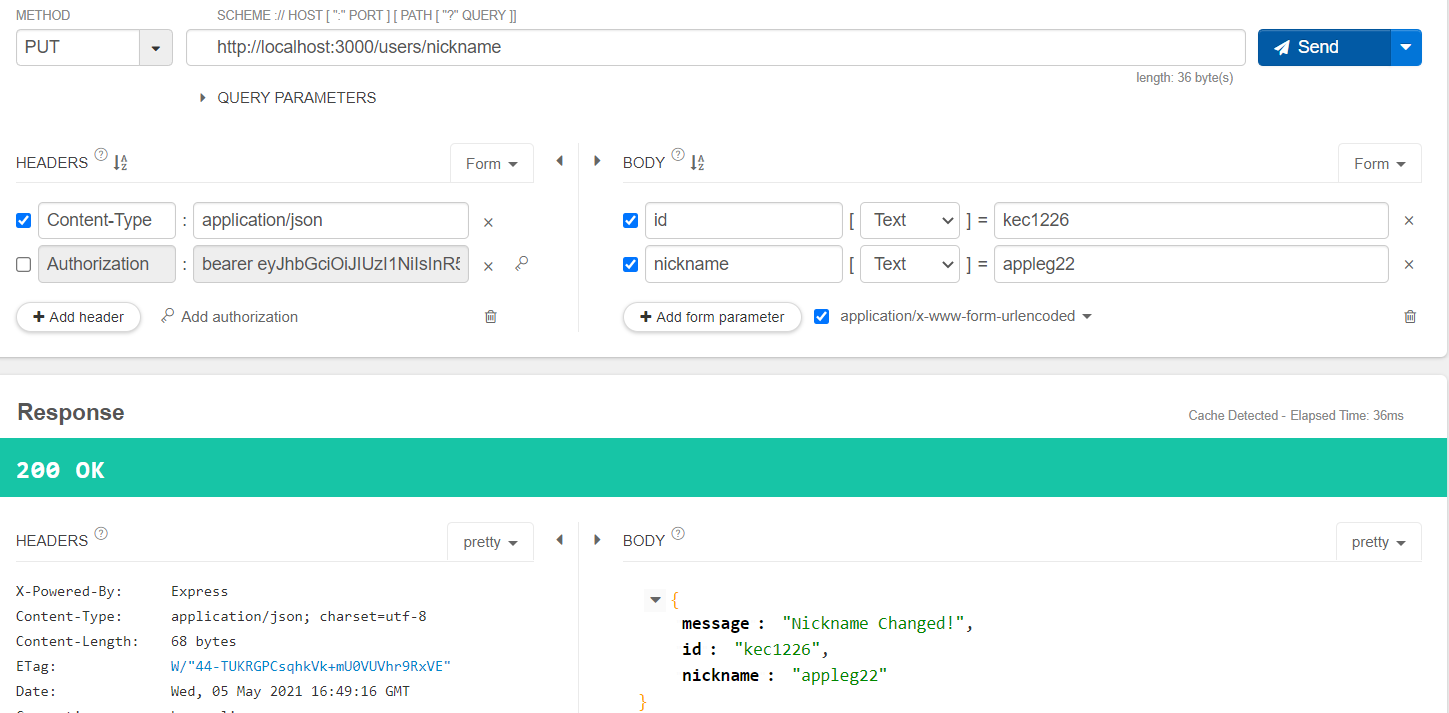 METHOD
SCHEME :// HOST [ ":" PORT ] [ PATH [ "?" QUERY ]]
PUT
http://localhost:3000/users/nickname
Send
length: 36 byte(s)
QUERY PARAMETERS
HEADERS ? A Z
Form
BODY ? A Z
Form
Content-Type : application/json ×
id [ Text ] = kec1226 ×
Authorization : bearer eyJhbGciOiJIUzI1NiIsInR5 ×
nickname [ Text ] = appleg22 ×
+ Add header
Add authorization
+ Add form parameter
application/x-www-form-urlencoded
Response
Cache Detected - Elapsed Time: 36ms
200 OK
HEADERS ?
pretty
BODY ?
pretty
X-Powered-By: Express
Content-Type: application/json; charset=utf-8
Content-Length: 68 bytes
ETag: W/"44-TUKRGPCsqhkVk+mU0VUVhr9RxVE"
Date: Wed, 05 May 2021 16:49:16 GMT
{
message : "Nickname Changed!",
id : "kec1226",
nickname : "appleg22"
}